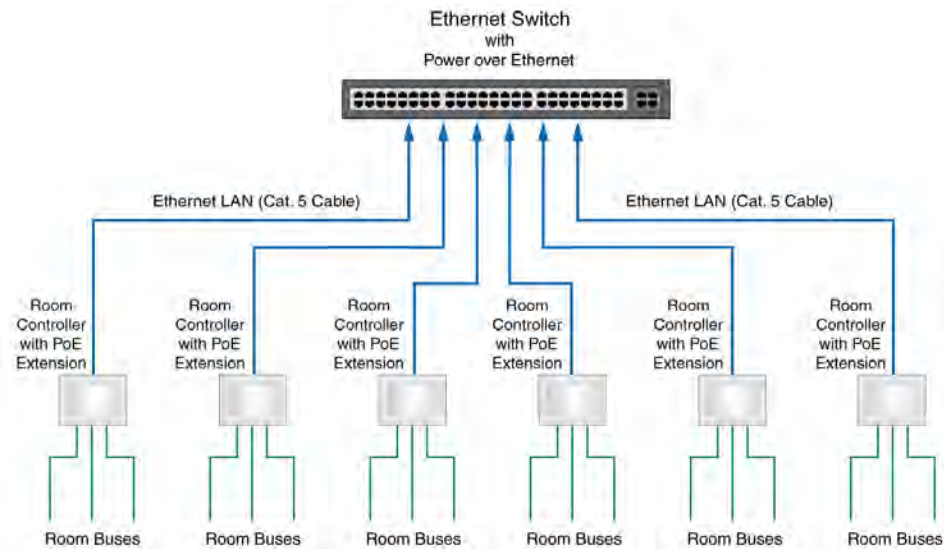 Ethernet Switch
with
Power over Ethernet
Ethernet LAN (Cat. 5 Cable)
Ethernet LAN (Cat. 5 Cable)
Room
Controller
with PoE
Extension
Room
Controller
with PoE
Extension
Room
Controller
with PoE
Extension
Room
Controller
with PoE
Extension
Room
Controller
with PoE
Extension
Room
Controller
with PoE
Extension
Room Buses
Room Buses
Room Buses
Room Buses
Room Buses
Room Buses